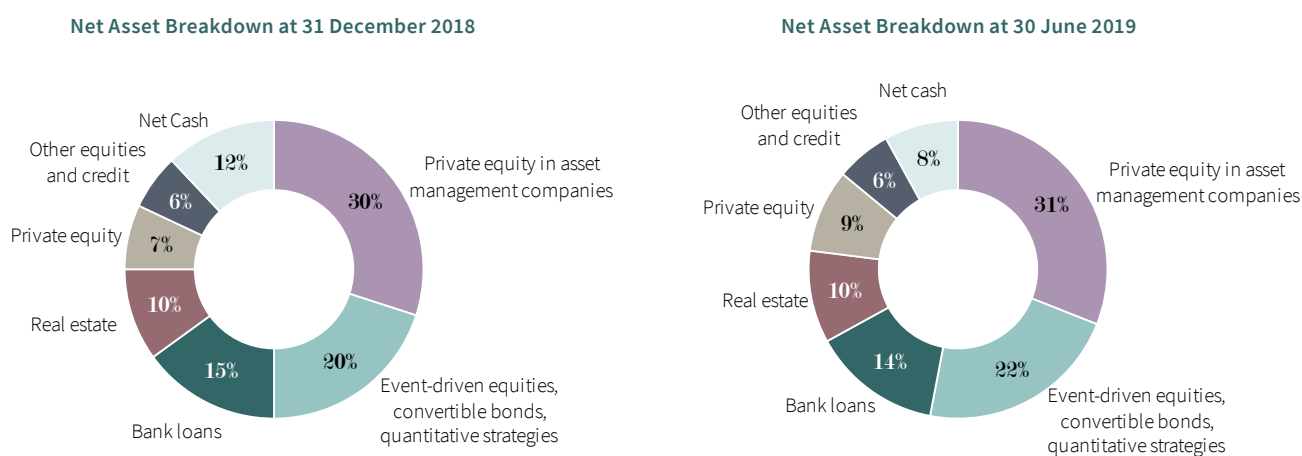 Net Asset Breakdown at 31 December 2018
Net Cash
12%
Other equities
and credit
6%
Private equity in asset
management companies
30%
Private equity
7%
Real estate
10%
Bank loans
15%
20%
Event-driven equities,
convertible bonds,
quantitative strategies
Net Asset Breakdown at 30 June 2019
Net cash
8%
Other equities
and credit
6%
Private equity in asset
management companies
31%
Private equity
9%
Real estate
10%
Bank loans
14%
22%
Event-driven equities,
convertible bonds,
quantitative strategies